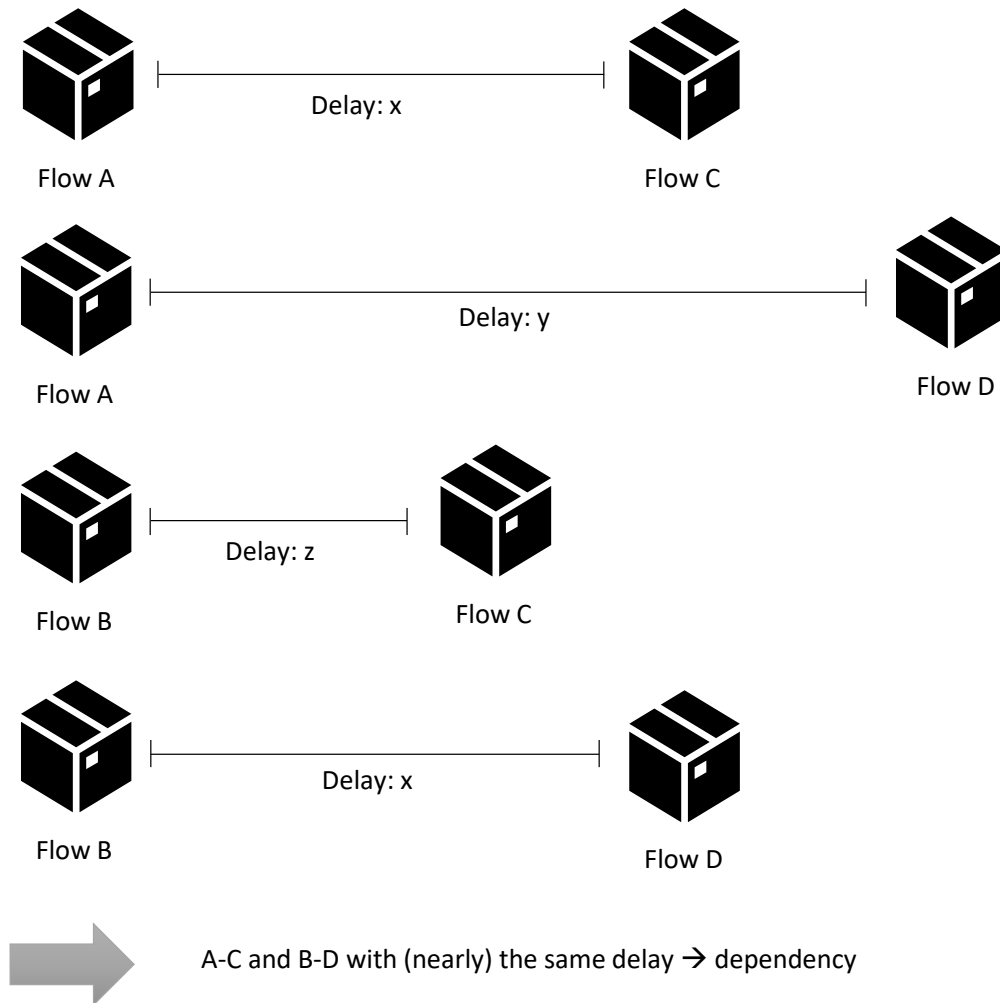 Delay: x
Flow A
Flow C
Delay: y
Flow A
Flow D
Delay: z
Flow B
Flow C
Delay: x
Flow B
Flow D
A-C and B-D with (nearly) the same delay → dependency